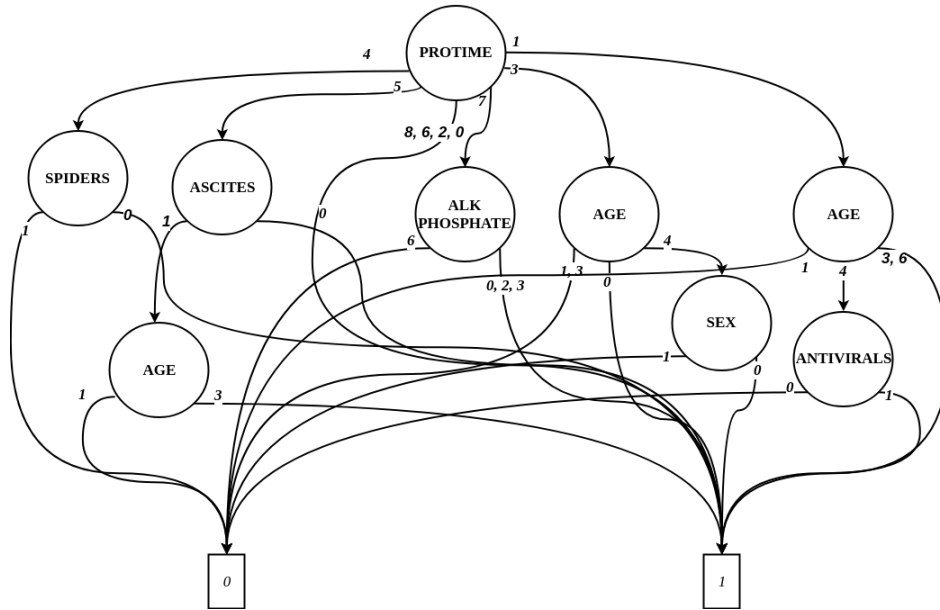 PROTIME
1
4
3
5
7
8, 6, 2, 0
SPIDERS
ASCITES
ALK
PHOSPHATE
AGE
AGE
1
0
1
0
6
4
0, 2, 3
1, 3
0
1
4
3, 6
SEX
AGE
ANTIVIRALS
1
0
1
3
0
1
0
1